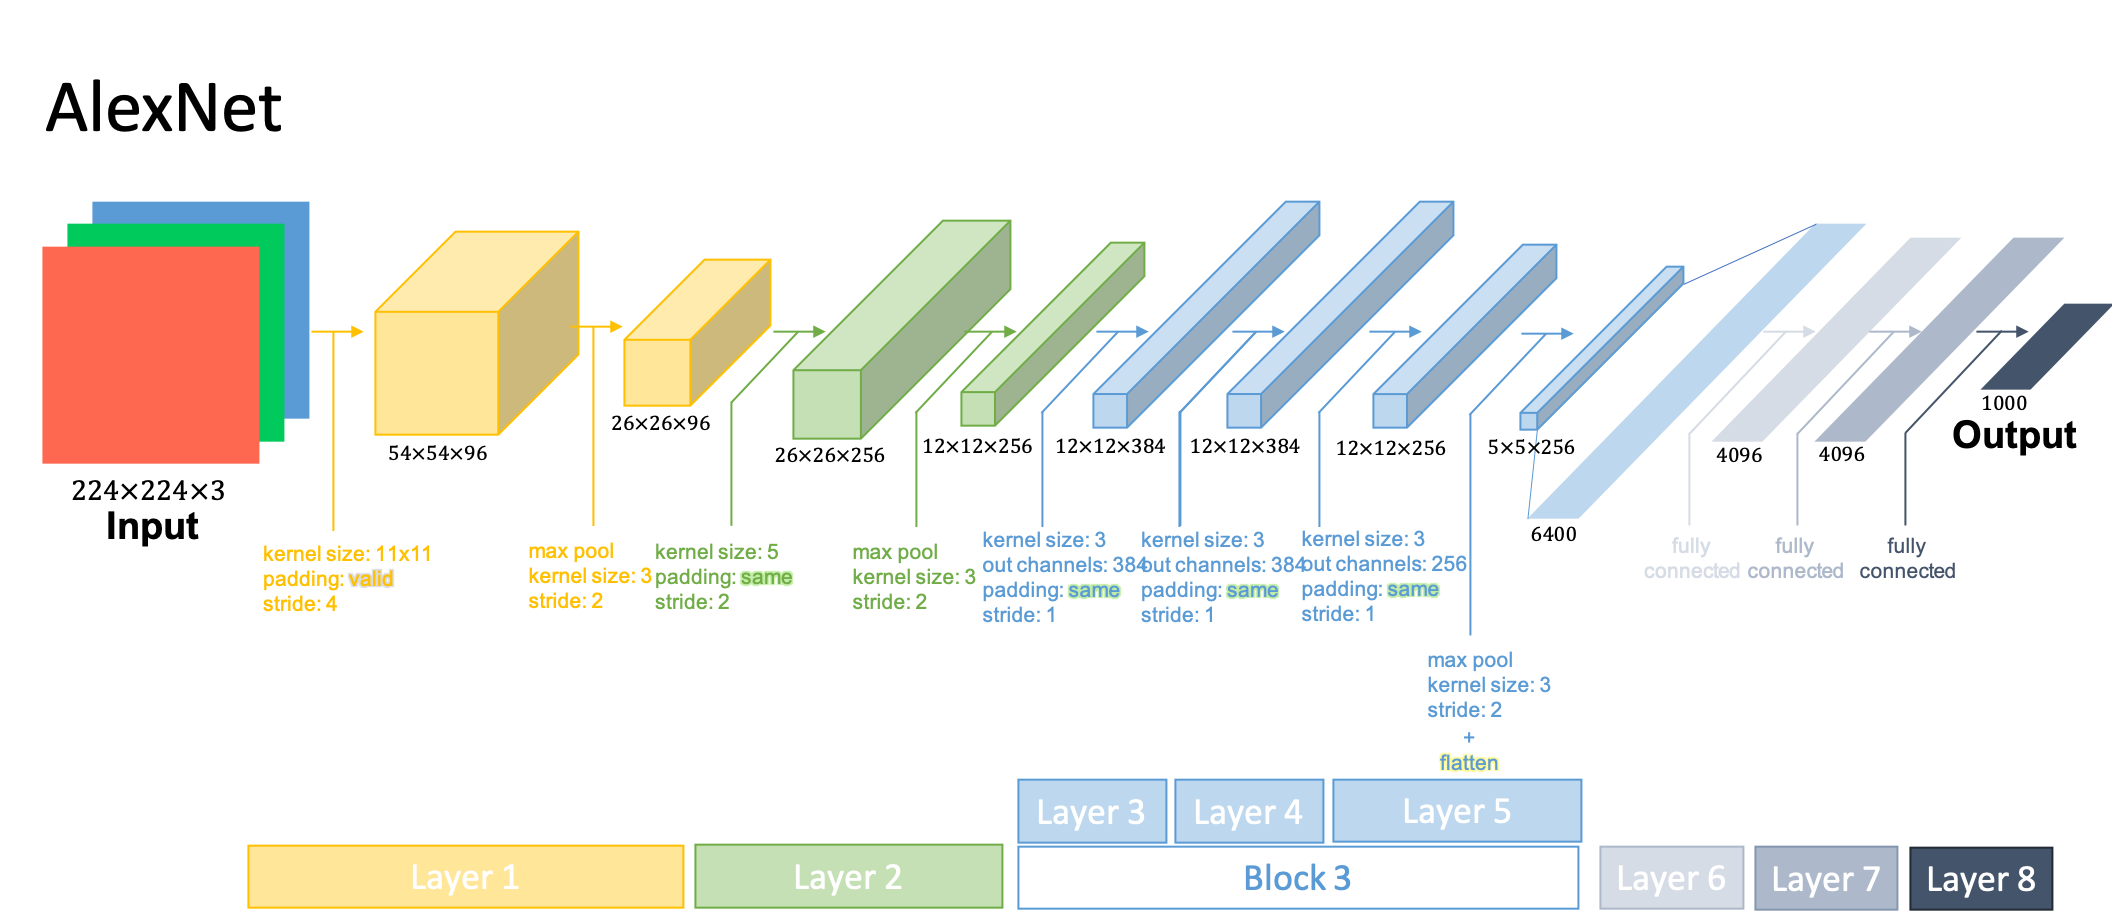 AlexNet
224×224×3
Input
54×54×96
26×26×96
26×26×256
12×12×256
12×12×384
12×12×384
12×12×256
5×5×256
6400
4096
4096
1000
Output
kernel size: 11x11
padding: valid
stride: 4
max pool
kernel size: 3
stride: 2
kernel size: 5
padding: same
stride: 2
max pool
kernel size: 3
stride: 2
kernel size: 3
out channels: 384
padding: same
stride: 1
kernel size: 3
out channels: 384
padding: same
stride: 1
kernel size: 3
out channels: 256
padding: same
stride: 1
max pool
kernel size: 3
stride: 2
+
flatten
fully
connected
fully
connected
fully
connected
Layer 3
Layer 4
Layer 5
Layer 1
Layer 2
Block 3
Layer 6
Layer 7
Layer 8